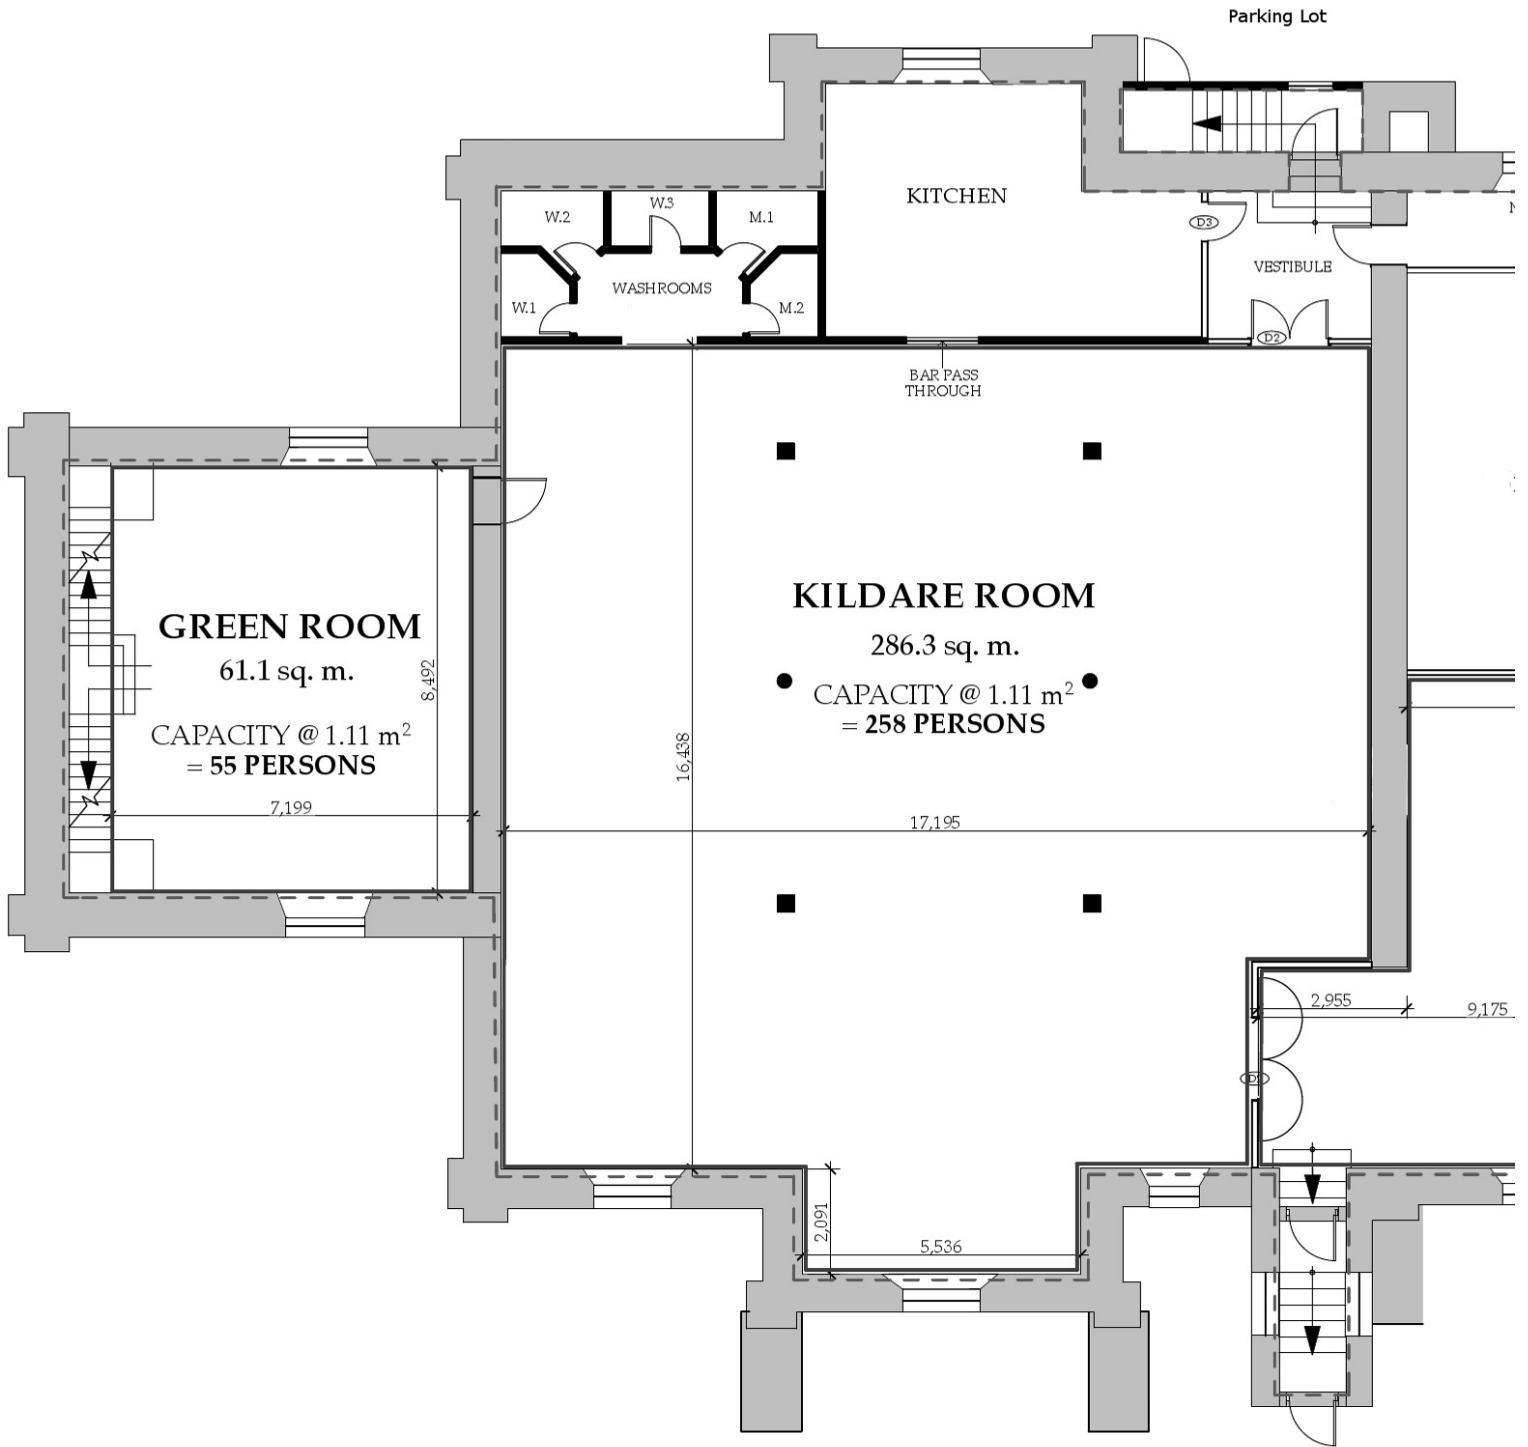 Parking Lot
KITCHEN
W.2
W.3
M.1
D3
VESTIBULE
WASHROOMS
W.1
M.2
D2
BAR PASS
THROUGH
KILDARE ROOM
286.3 sq. m.
CAPACITY @ 1.11 m²
= 258 PERSONS
GREEN ROOM
61.1 sq. m.
CAPACITY @ 1.11 m²
= 55 PERSONS
8,492
7,199
16,438
17,195
2,955
9,175
2,091
5,536